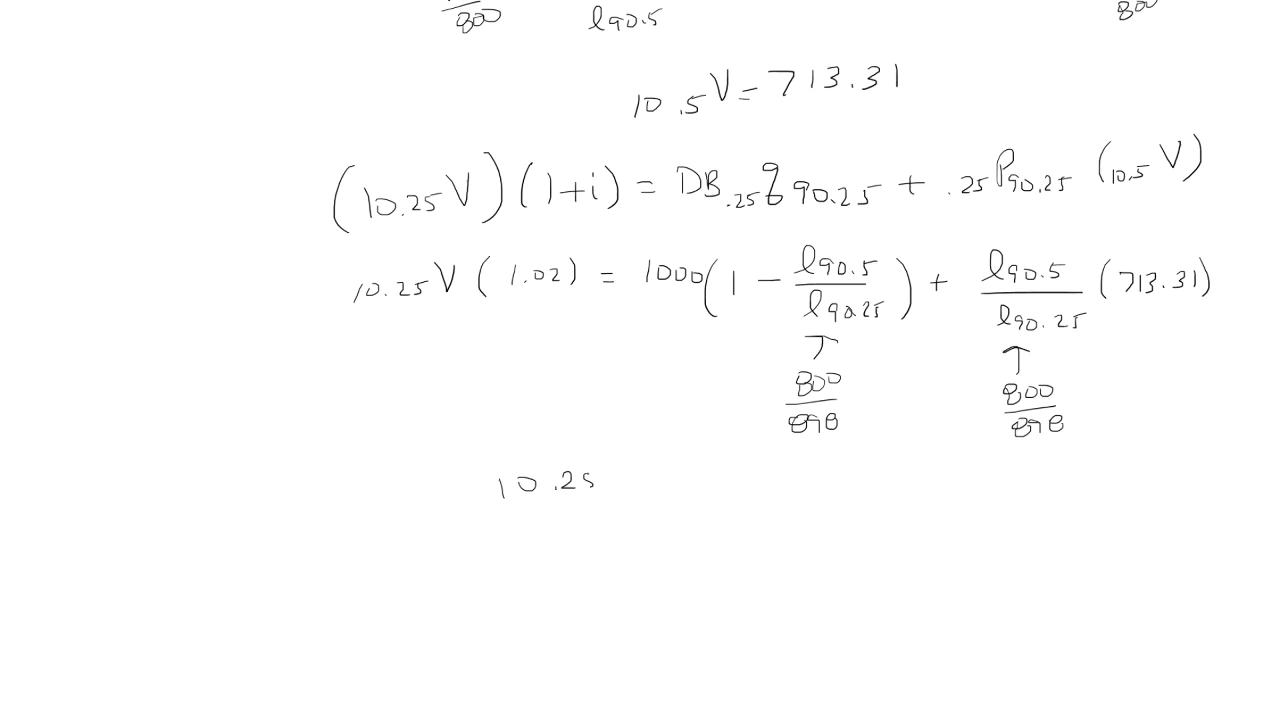 800 l90.5 800
10.5V = 713.31
(10.25V)(1+i) = DB .25q90.25 + .25P90.25 (10.5V)
10.25V (1.02) = 1000(1 - l90.5/l90.25) + l90.5/l90.25 (713.31)
↑ ↑
800/898 800/898
10.25